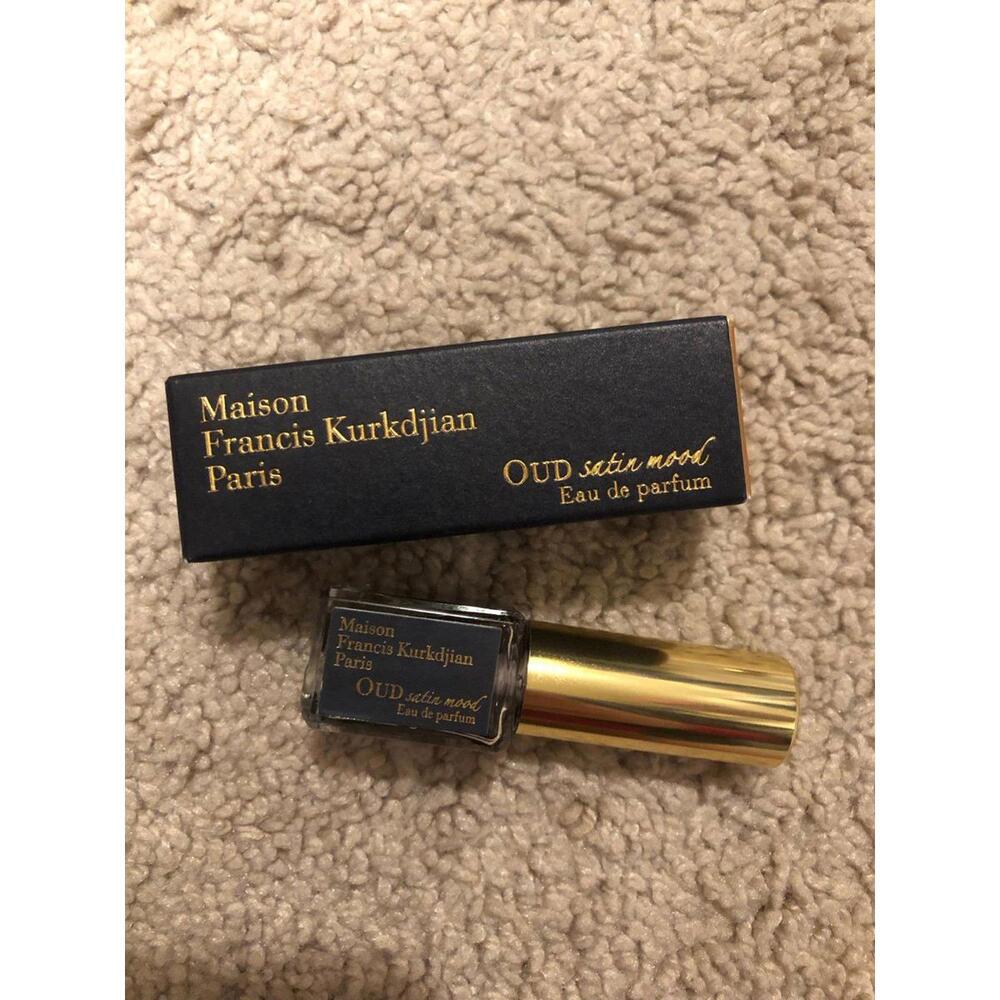 Maison
Francis Kurkdjian
Paris
OUD satin mood
Eau de parfum
Maison
Francis Kurkdjian
Paris
OUD satin mood
Eau de parfum